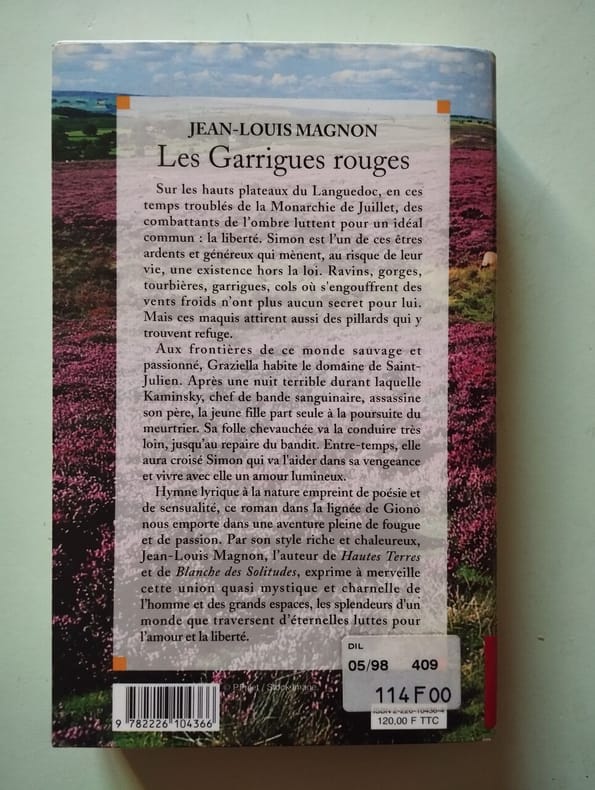 JEAN-LOUIS MAGNON
Les Garrigues rouges
Sur les hauts plateaux du Languedoc, en ces
temps troublés de la Monarchie de Juillet, des
combattants de l'ombre luttent pour un idéal
commun : la liberté. Simon est l'un de ces êtres
ardents et généreux qui mènent, au risque de leur
vie, une existence hors la loi. Ravins, gorges,
tourbières, garrigues, cols où s'engouffrent des
vents froids n'ont plus aucun secret pour lui.
Mais ces maquis attirent aussi des pillards qui y
trouvent refuge.
Aux frontières de ce monde sauvage et
passionné, Graziella habite le domaine de Saint-
Julien. Après une nuit terrible durant laquelle
Kaminsky, chef de bande sanguinaire, assassine
son père, la jeune fille part seule à la poursuite du
meurtrier. Sa folle chevauchée va la conduire très
loin, jusqu'au repaire du bandit. Entre-temps, elle
aura croisé Simon qui va l'aider dans sa vengeance
et vivre avec elle un amour lumineux.
Hymne lyrique à la nature empreint de poésie et
de sensualité, ce roman dans la lignée de Giono
nous emporte dans une aventure pleine de fougue
et de passion. Par son style riche et chaleureux,
Jean-Louis Magnon, l'auteur de Hautes Terres
et de Blanche des Solitudes, exprime à merveille
cette union quasi mystique et charnelle de
l'homme et des grands espaces, les splendeurs d'un
monde que traversent d'éternelles luttes pour
l'amour et la liberté.
DIL
05/98 409
114 F 00
/ Stock Image
9 782226 104366
ISBN 2-226-10436-4
120,00 F TTC